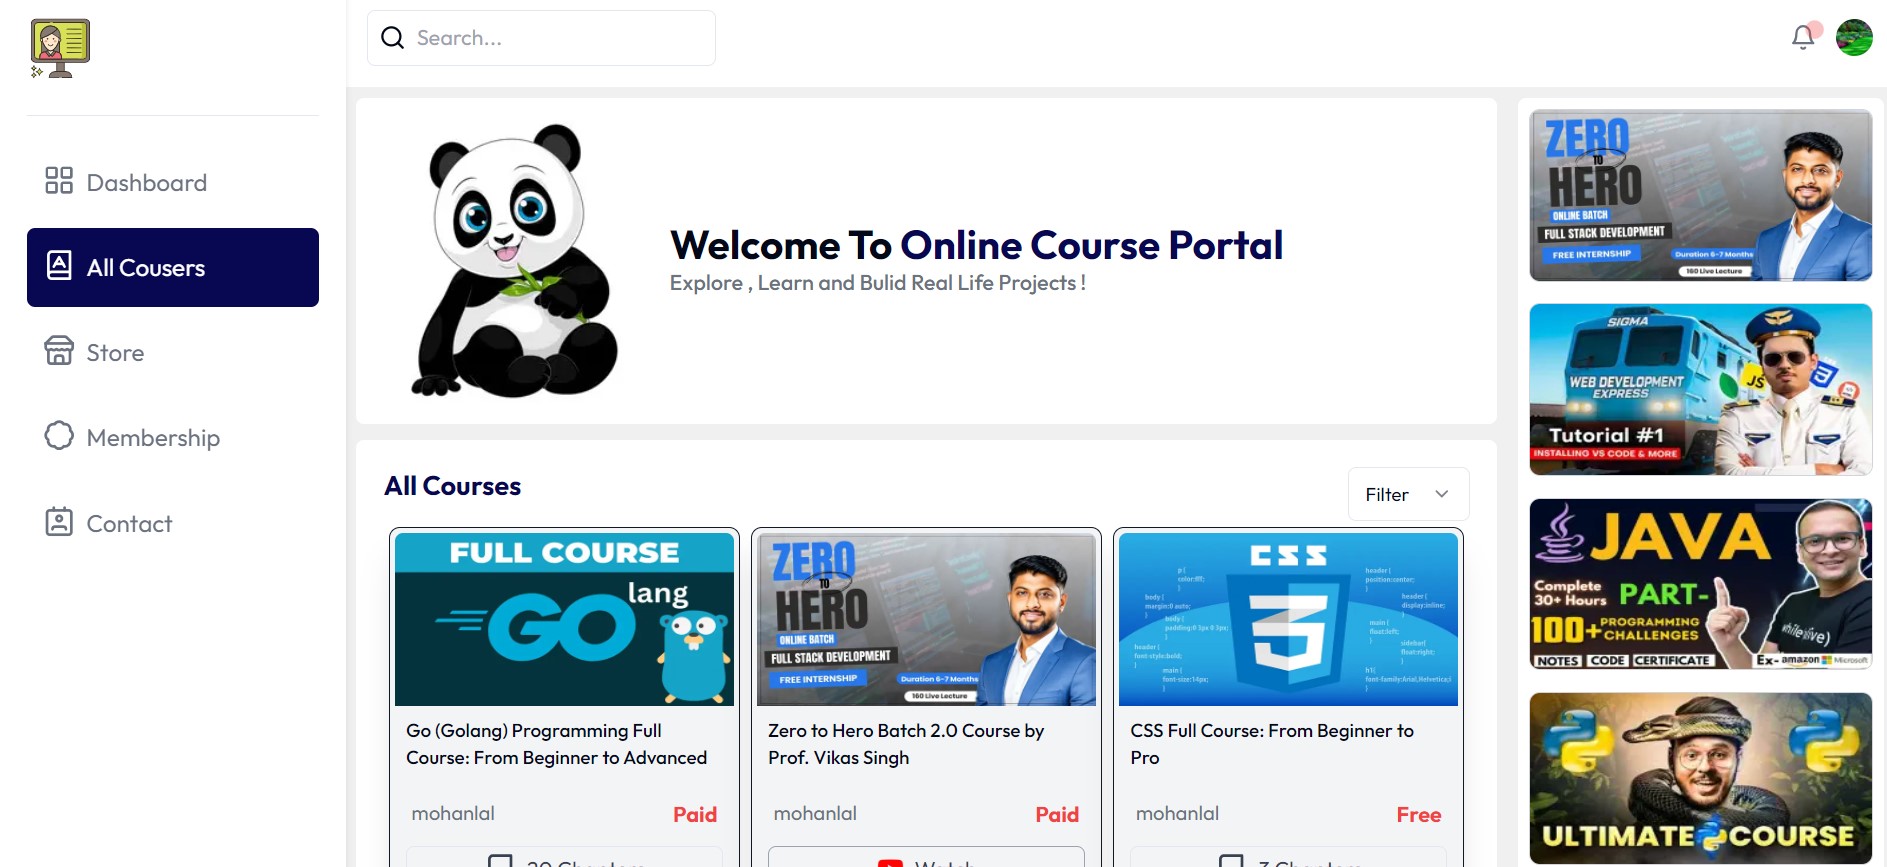 Search...
Dashboard
All Cousers
Store
Membership
Contact
Welcome To Online Course Portal
Explore , Learn and Bulid Real Life Projects !
All Courses
Filter
FULL COURSE
GO lang
Go (Golang) Programming Full
Course: From Beginner to Advanced
mohanlal
Paid
ZERO
TO
HERO
ONLINE BATCH
FULL STACK DEVELOPMENT
FREE INTERNSHIP
Duration 6-7 Months
160 Live Lecture
Zero to Hero Batch 2.0 Course by
Prof. Vikas Singh
mohanlal
Paid
Watch
CSS
3
CSS Full Course: From Beginner to
Pro
mohanlal
Free
ZERO
TO
HERO
ONLINE BATCH
FULL STACK DEVELOPMENT
FREE INTERNSHIP
Duration 6-7 Months
160 Live Lecture
SIGMA
WEB DEVELOPMENT
EXPRESS
JS
Tutorial #1
INSTALLING VS CODE & MORE
JAVA
Complete
30+ Hours
PART-
100+ PROGRAMMING
CHALLENGES
NOTES CODE CERTIFICATE
Ex- amazon Microsoft
ULTIMATE COURSE